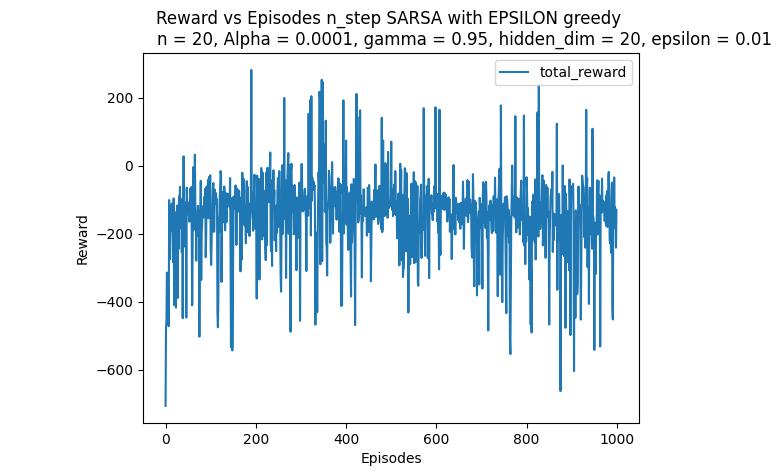 Reward vs Episodes n_step SARSA with EPSILON greedy
n = 20, Alpha = 0.0001, gamma = 0.95, hidden_dim = 20, epsilon = 0.01
total_reward
200
0
−200
−400
−600
Reward
0 200 400 600 800 1000
Episodes